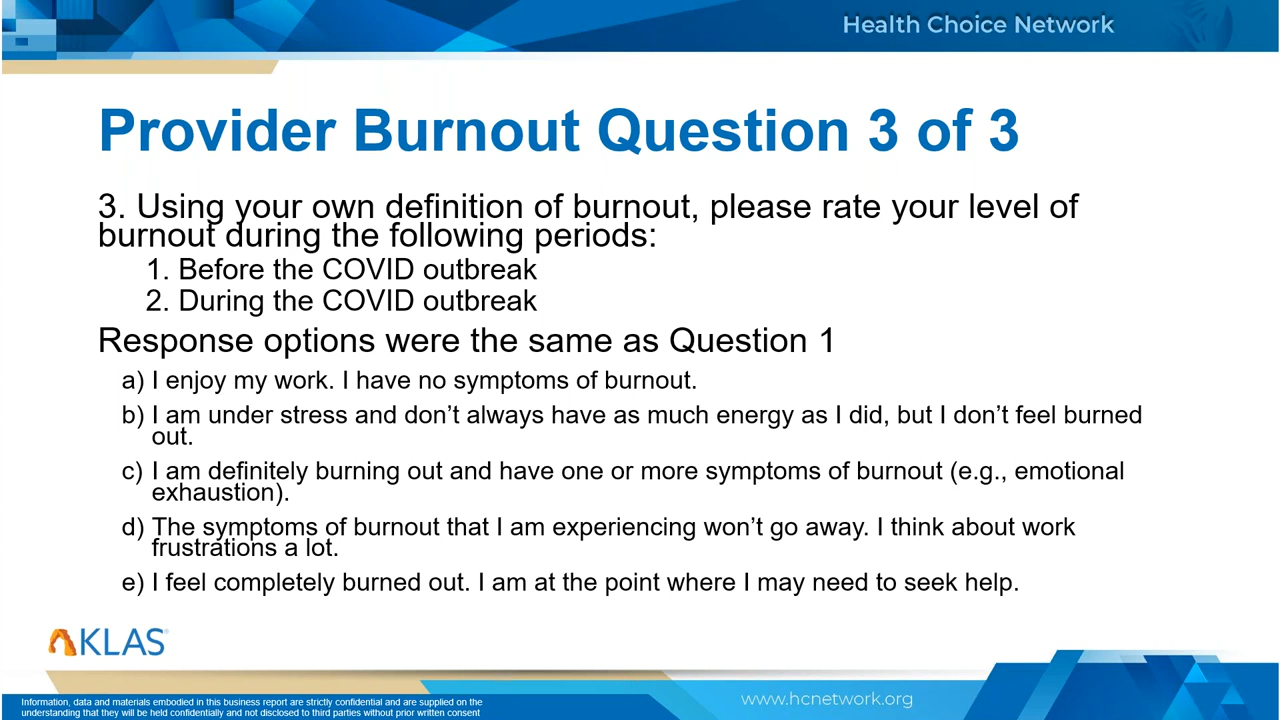 Health Choice Network
Provider Burnout Question 3 of 3
3. Using your own definition of burnout, please rate your level of
burnout during the following periods:
1. Before the COVID outbreak
2. During the COVID outbreak
Response options were the same as Question 1
a) I enjoy my work. I have no symptoms of burnout.
b) I am under stress and don’t always have as much energy as I did, but I don’t feel burned
out.
c) I am definitely burning out and have one or more symptoms of burnout (e.g., emotional
exhaustion).
d) The symptoms of burnout that I am experiencing won’t go away. I think about work
frustrations a lot.
e) I feel completely burned out. I am at the point where I may need to seek help.
KLAS
Information, data and materials embodied in this business report are strictly confidential and are supplied on the
understanding that they will be held confidentially and not disclosed to third parties without prior written consent
www.hcnetwork.org